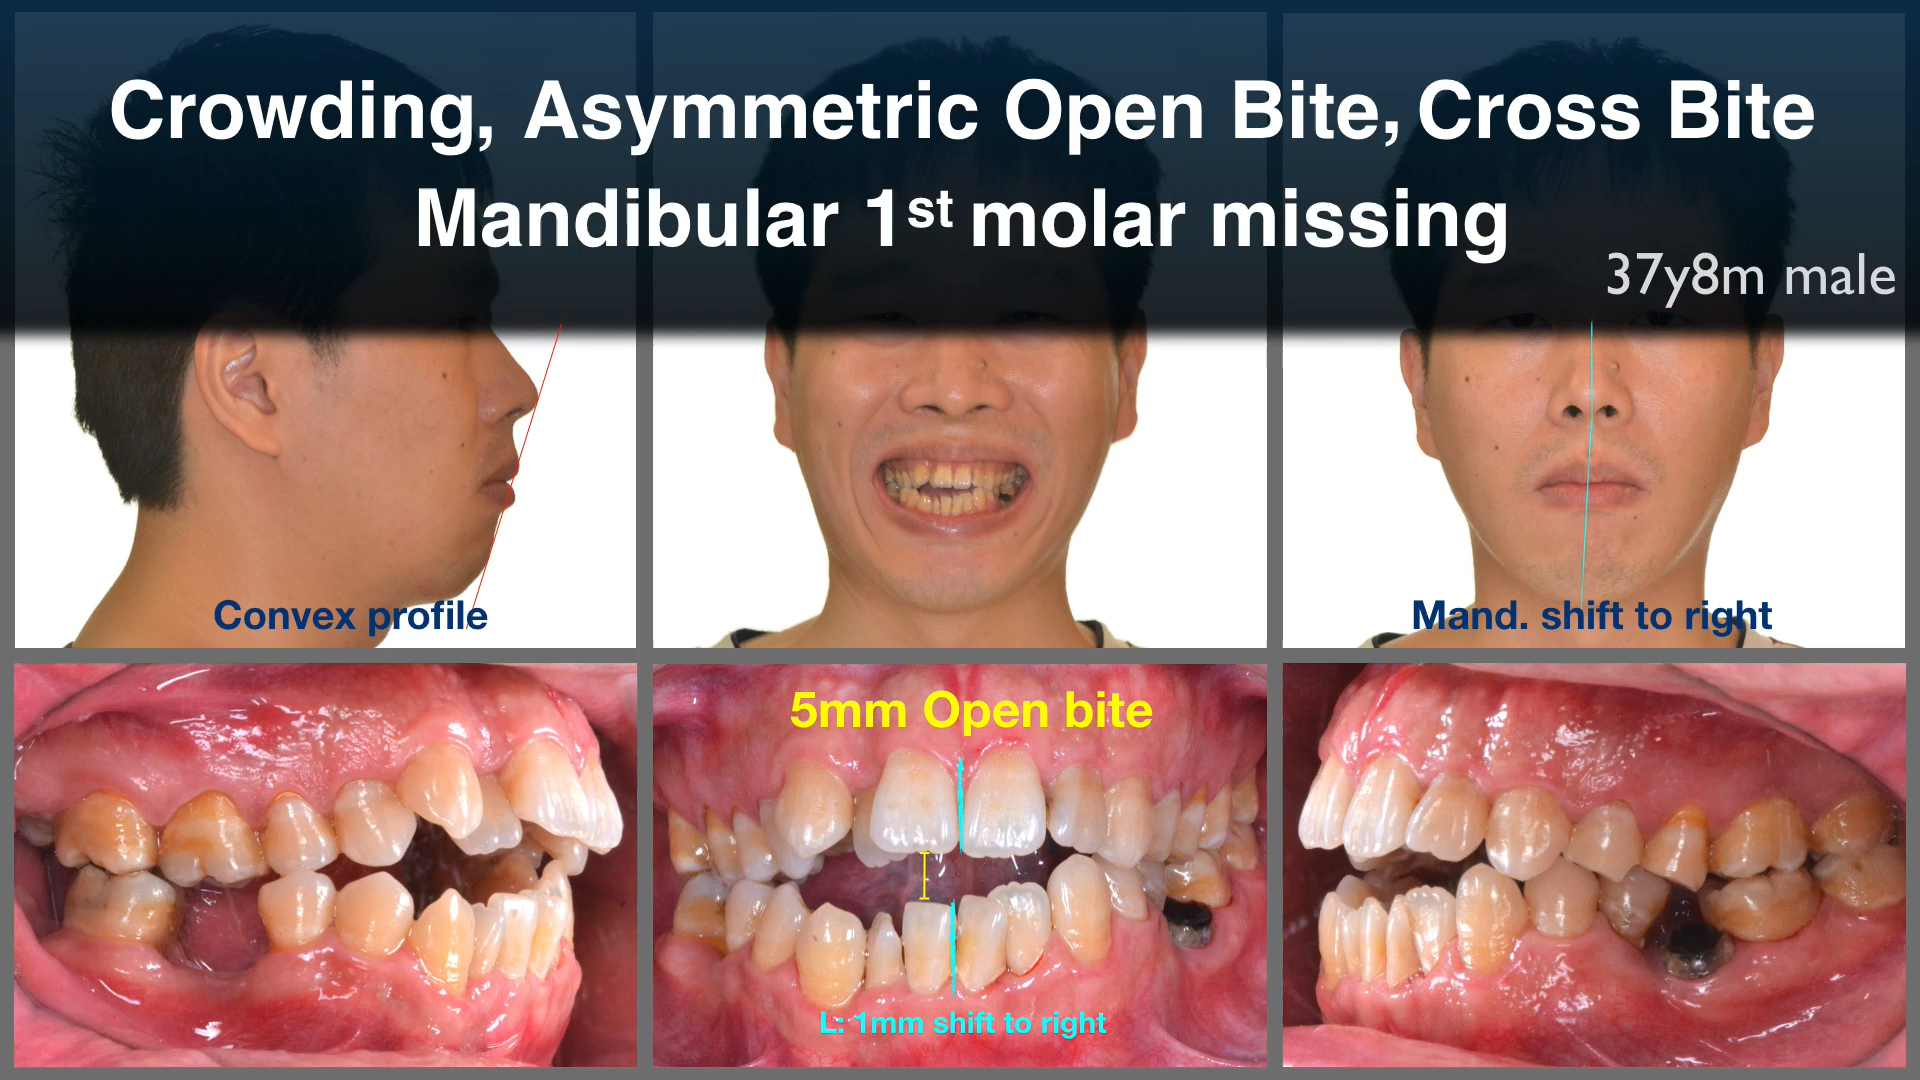 Crowding, Asymmetric Open Bite, Cross Bite
Mandibular 1st molar missing
37y8m male
Convex profile
Mand. shift to right
5mm Open bite
L: 1mm shift to right